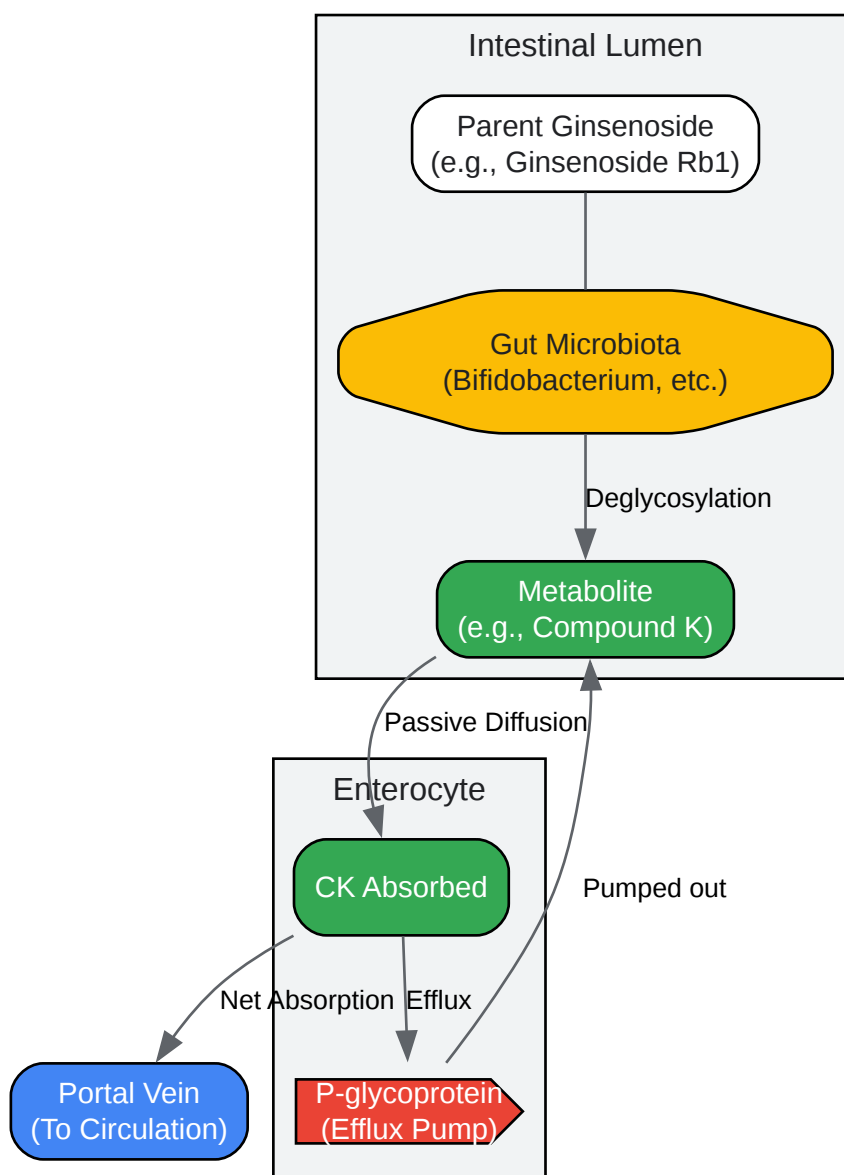 Intestinal Lumen
Parent Ginsenoside
(e.g., Ginsenoside Rb1)
Gut Microbiota
(Bifidobacterium, etc.)
Deglycosylation
Metabolite
(e.g., Compound K)
Passive Diffusion
Enterocyte
CK Absorbed
Pumped out
Net Absorption
Efflux
Portal Vein
(To Circulation)
P-glycoprotein
(Efflux Pump)